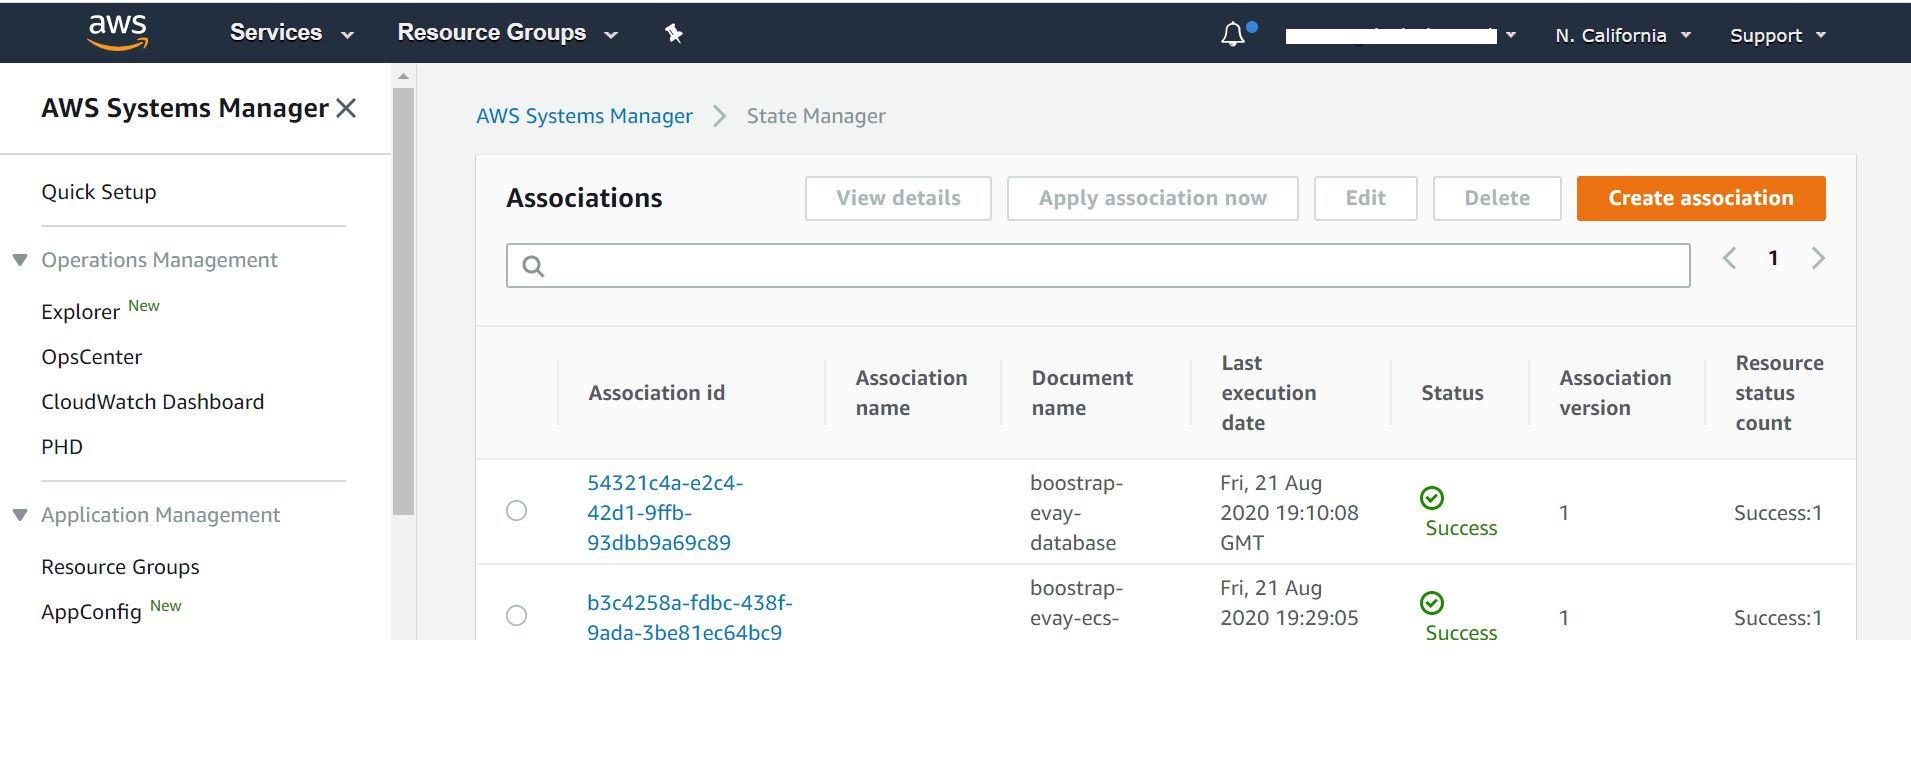 aws Services Resource Groups N. California Support
AWS Systems Manager
AWS Systems Manager State Manager
Quick Setup
Operations Management
Explorer New
OpsCenter
CloudWatch Dashboard
PHD
Application Management
Resource Groups
AppConfig New
Associations View details Apply association now Edit Delete Create association
1
Association id
Association
name
Document
name
Last
execution
date
Status
Association
version
Resource
status
count
54321c4a-e2c4-
42d1-9ffb-
93dbb9a69c89
boostrap-
evay-
database
Fri, 21 Aug
2020 19:10:08
GMT
Success
1
Success:1
b3c4258a-fdbc-438f-
9ada-3be81ec64bc9
boostrap-
evay-ecs-
Fri, 21 Aug
2020 19:29:05
Success
1
Success:1